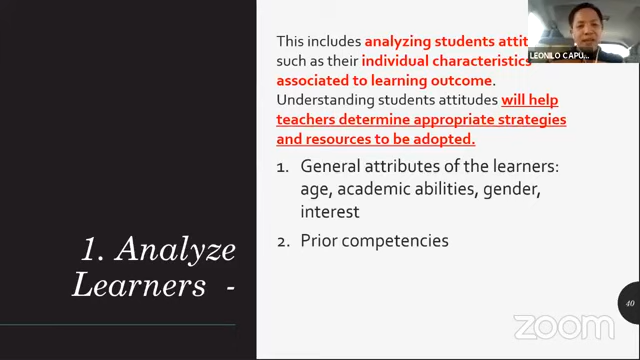 This includes analyzing students attit
such as their individual characteristics
associated to learning outcome.
Understanding students attitudes will help
teachers determine appropriate strategies
and resources to be adopted.
1. General attributes of the learners:
age, academic abilities, gender,
interest
2. Prior competencies
1. Analyze
Learners -
LEONILO CAPU...
40
zoom